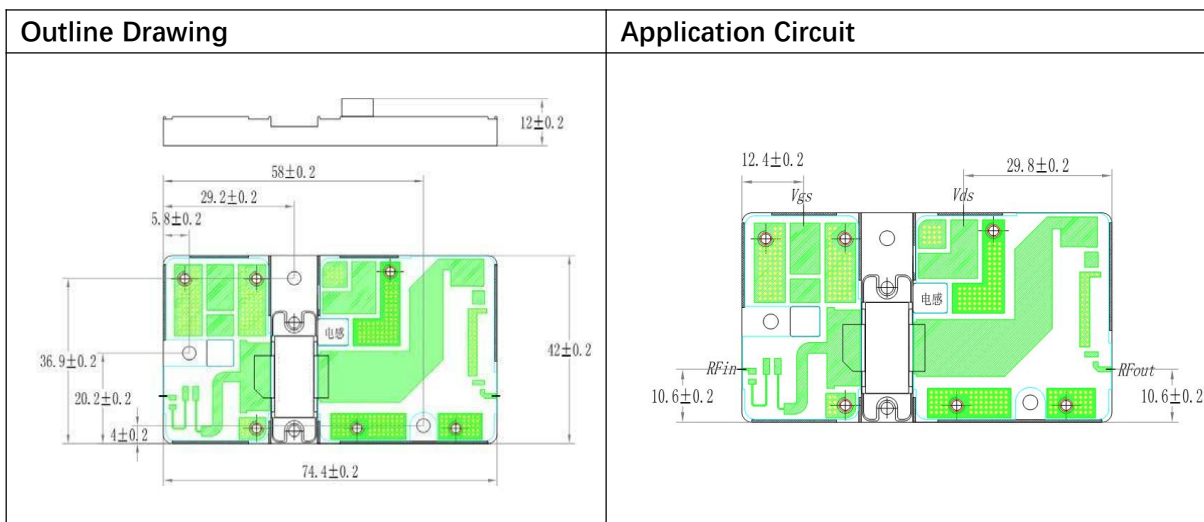 Outline Drawing
Application Circuit
12±0.2
58±0.2
29.2±0.2
5.8±0.2
电感
36.9±0.2
20.2±0.2
4±0.2
42±0.2
74.4±0.2
12.4±0.2
29.8±0.2
Vgs
Vds
电感
RFin
RFout
10.6±0.2
10.6±0.2